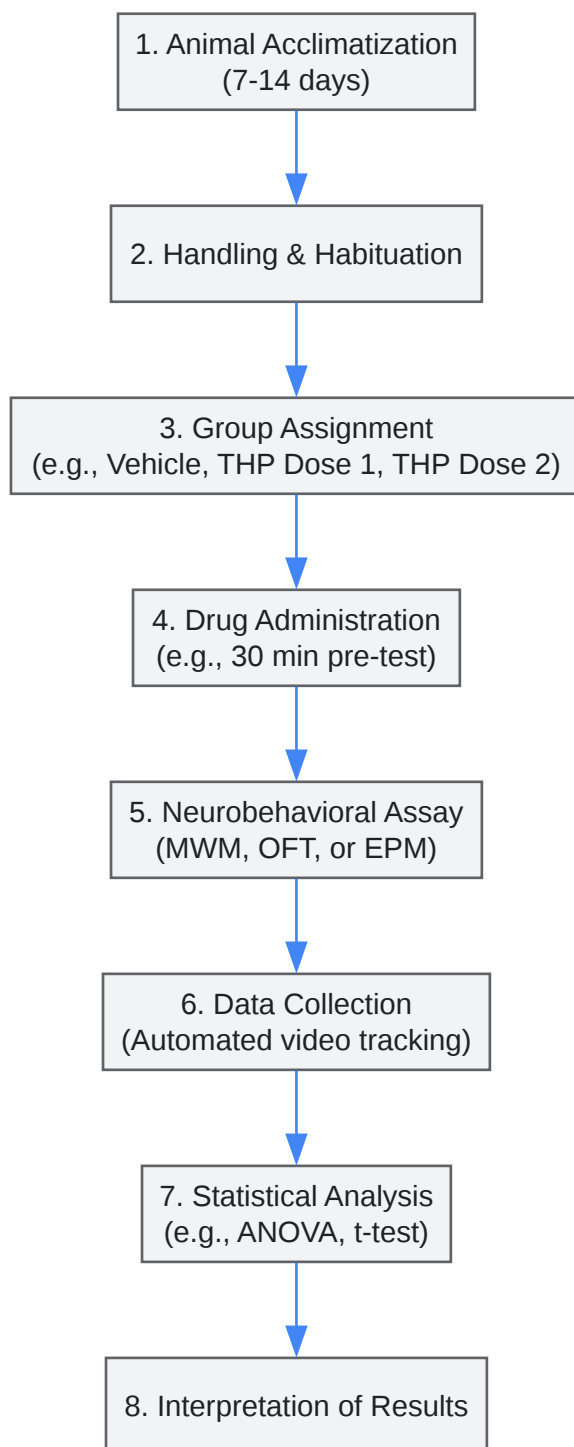 1. Animal Acclimatization
(7-14 days)
2. Handling & Habituation
3. Group Assignment
(e.g., Vehicle, THP Dose 1, THP Dose 2)
4. Drug Administration
(e.g., 30 min pre-test)
5. Neurobehavioral Assay
(MWM, OFT, or EPM)
6. Data Collection
(Automated video tracking)
7. Statistical Analysis
(e.g., ANOVA, t-test)
8. Interpretation of Results